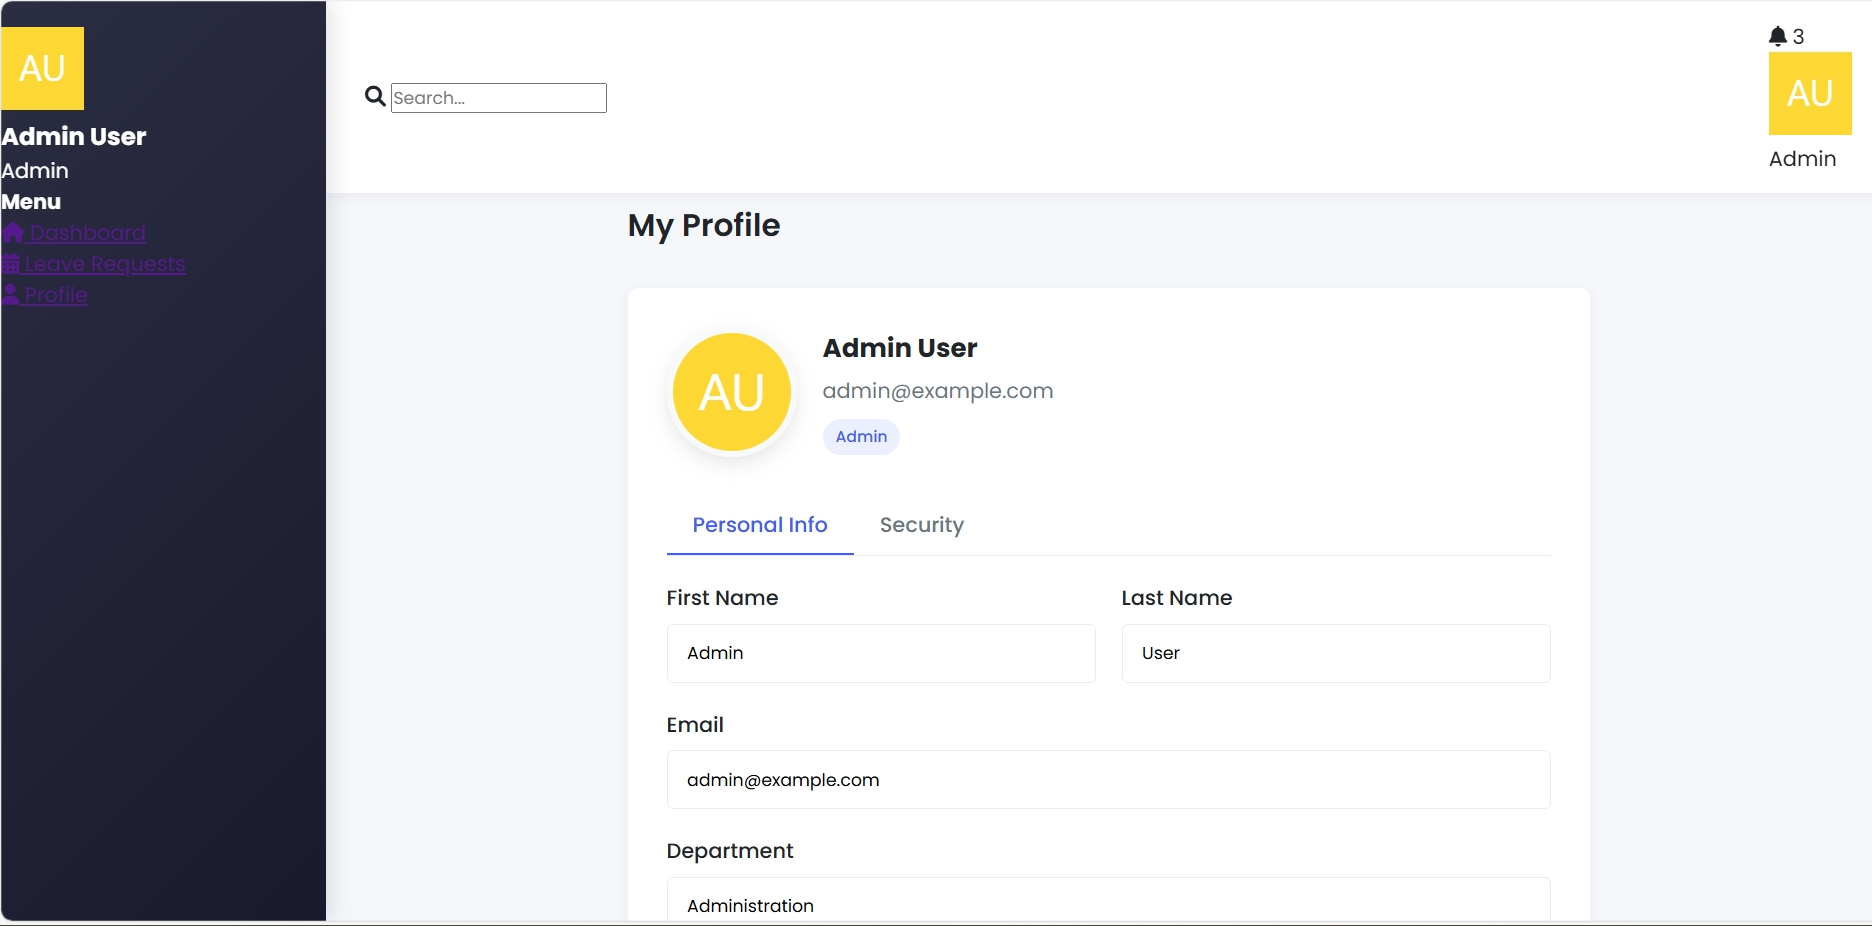 AU
Admin User
Admin
Menu
Dashboard
Leave Requests
Profile
Search...
3
AU
Admin
My Profile
AU
Admin User
admin@example.com
Admin
Personal Info
Security
First Name
Last Name
Admin
User
Email
admin@example.com
Department
Administration